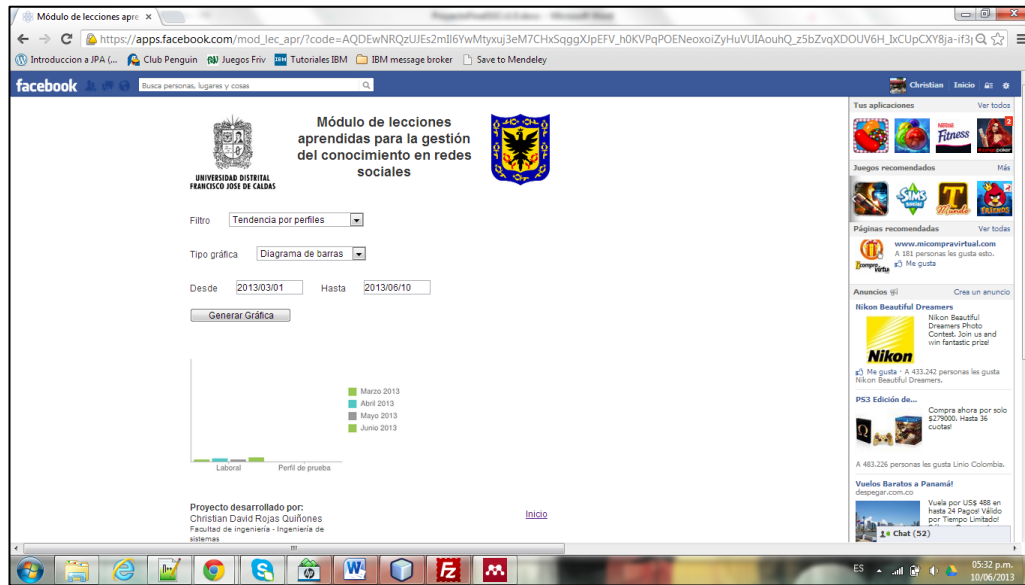 Módulo de lecciones apre
https://apps.facebook.com/mod_lec_apr/?code=AQDEwNRQzUJEs2mIl6YwMtyxuj3eM7CHxSqggXJpEFV_h0KVPqPOENeoxoiZyHuVUIAouhQ_z5bZvqXDOUV6H_IxCUpCXY8ja-if3j
Introduccion a JPA (... Club Penguin Juegos Friv Tutoriales IBM IBM message broker Save to Mendeley
facebook Busca personas, lugares y cosas Christian Inicio
Módulo de lecciones
aprendidas para la gestión
del conocimiento en redes
sociales
UNIVERSIDAD DISTRITAL
FRANCISCO JOSE DE CALDAS
Filtro Tendencia por perfiles
Tipo gráfica Diagrama de barras
Desde 2013/03/01 Hasta 2013/06/10
Generar Gráfica
Marzo 2013
Abril 2013
Mayo 2013
Junio 2013
Laboral Perfil de prueba
Proyecto desarrollado por:
Christian David Rojas Quiñones
Facultad de ingeniería - Ingeniería de
sistemas
Inicio
Tus aplicaciones Ver todos
Fitness
poker
2
Juegos recomendados Más
SIMS
Mundo
FRIENDS
Páginas recomendadas Ver todas
www.micompravirtual.com
A 181 personas les gusta esto.
Me gusta
Anuncios Crea un anuncio
Nikon Beautiful Dreamers
Nikon Beautiful
Dreamers Photo
Contest. Join us and
win fantastic prize!
Nikon
Me gusta · A 433.242 personas les gusta
Nikon Beautiful Dreamers.
PS3 Edición de...
Compra ahora por solo
$279000. Hasta 36
cuotas!
A 483.226 personas les gusta Linio Colombia.
Vuelos Baratos a Panamá!
despegar.com.co
Vuela por US$ 488 en
hasta 24 Pagos! Válido
por Tiempo Limitado!
Chat (52)
ES 05:32 p.m.
10/06/2013